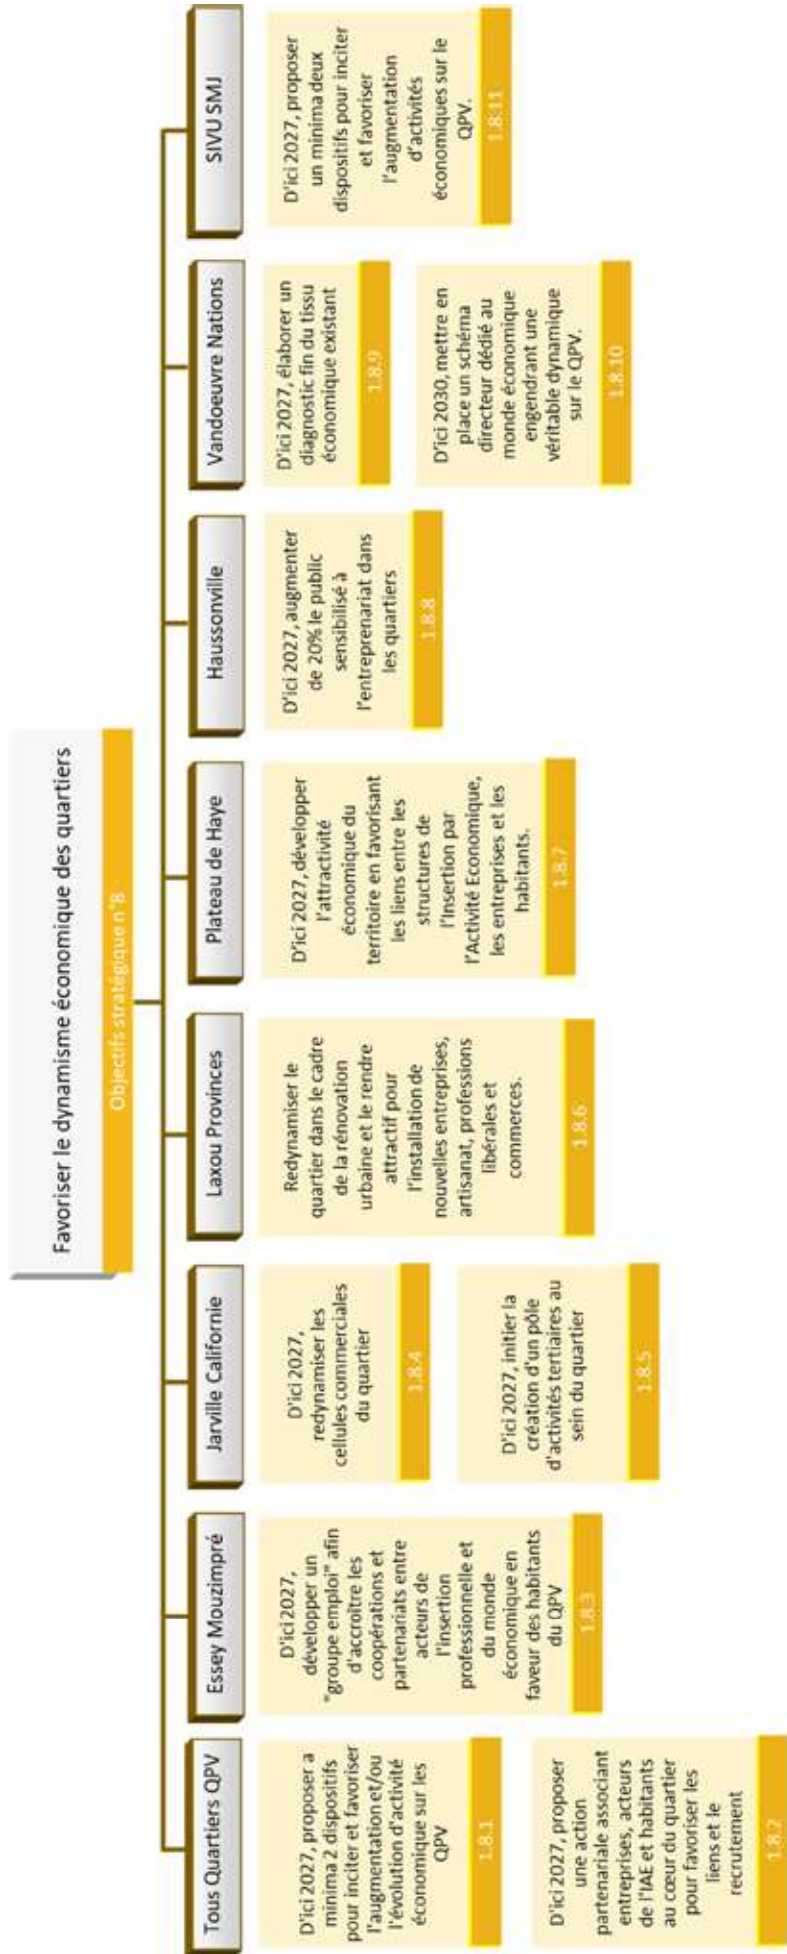 Favoriser le dynamisme économique des quartiers
Objectifs stratégique n°8
Tous Quartiers QPV
D'ici 2027, proposer a
minima 2 dispositifs
pour inciter et favoriser
l'augmentation et/ou
l'évolution d'activité
économique sur les
QPV
1.8.1
D'ici 2027, proposer
une action
partenariale associant
entreprises, acteurs
de l'IAE et habitants
au cœur du quartier
pour favoriser les
liens et le
recrutement
1.8.2
Essey Mouzimpré
D'ici 2027,
développer un
"groupe emploi" afin
d'accroître les
coopérations et
partenariats entre
acteurs de
l'insertion
professionnelle et
du monde
économique en
faveur des habitants
du QPV
1.8.3
Jarville Californie
D'ici 2027,
redynamiser les
cellules commerciales
du quartier
1.8.4
D'ici 2027, initier la
création d'un pôle
d'activités tertiaires au
sein du quartier
1.8.5
Laxou Provinces
Redynamiser le
quartier dans le cadre
de la rénovation
urbaine et le rendre
attractif pour
l'installation de
nouvelles entreprises,
artisanat, professions
libérales et
commerces.
1.8.6
Plateau de Haye
D'ici 2027, développer
l'attractivité
économique du
territoire en favorisant
les liens entre les
structures de
l'Insertion par
l'Activité Economique,
les entreprises et les
habitants.
1.8.7
Haussonville
D'ici 2027, augmenter
de 20% le public
sensibilisé à
l'entreprenariat dans
les quartiers
1.8.8
Vandoeuvre Nations
D'ici 2027, élaborer un
diagnostic fin du tissu
économique existant
1.8.9
D'ici 2030, mettre en
place un schéma
directeur dédié au
monde économique
engendrant une
véritable dynamique
sur le QPV.
1.8.10
SIVU SMJ
D'ici 2027, proposer
un minima deux
dispositifs pour inciter
et favoriser
l'augmentation
d'activités
économiques sur le
QPV.
1.8.11